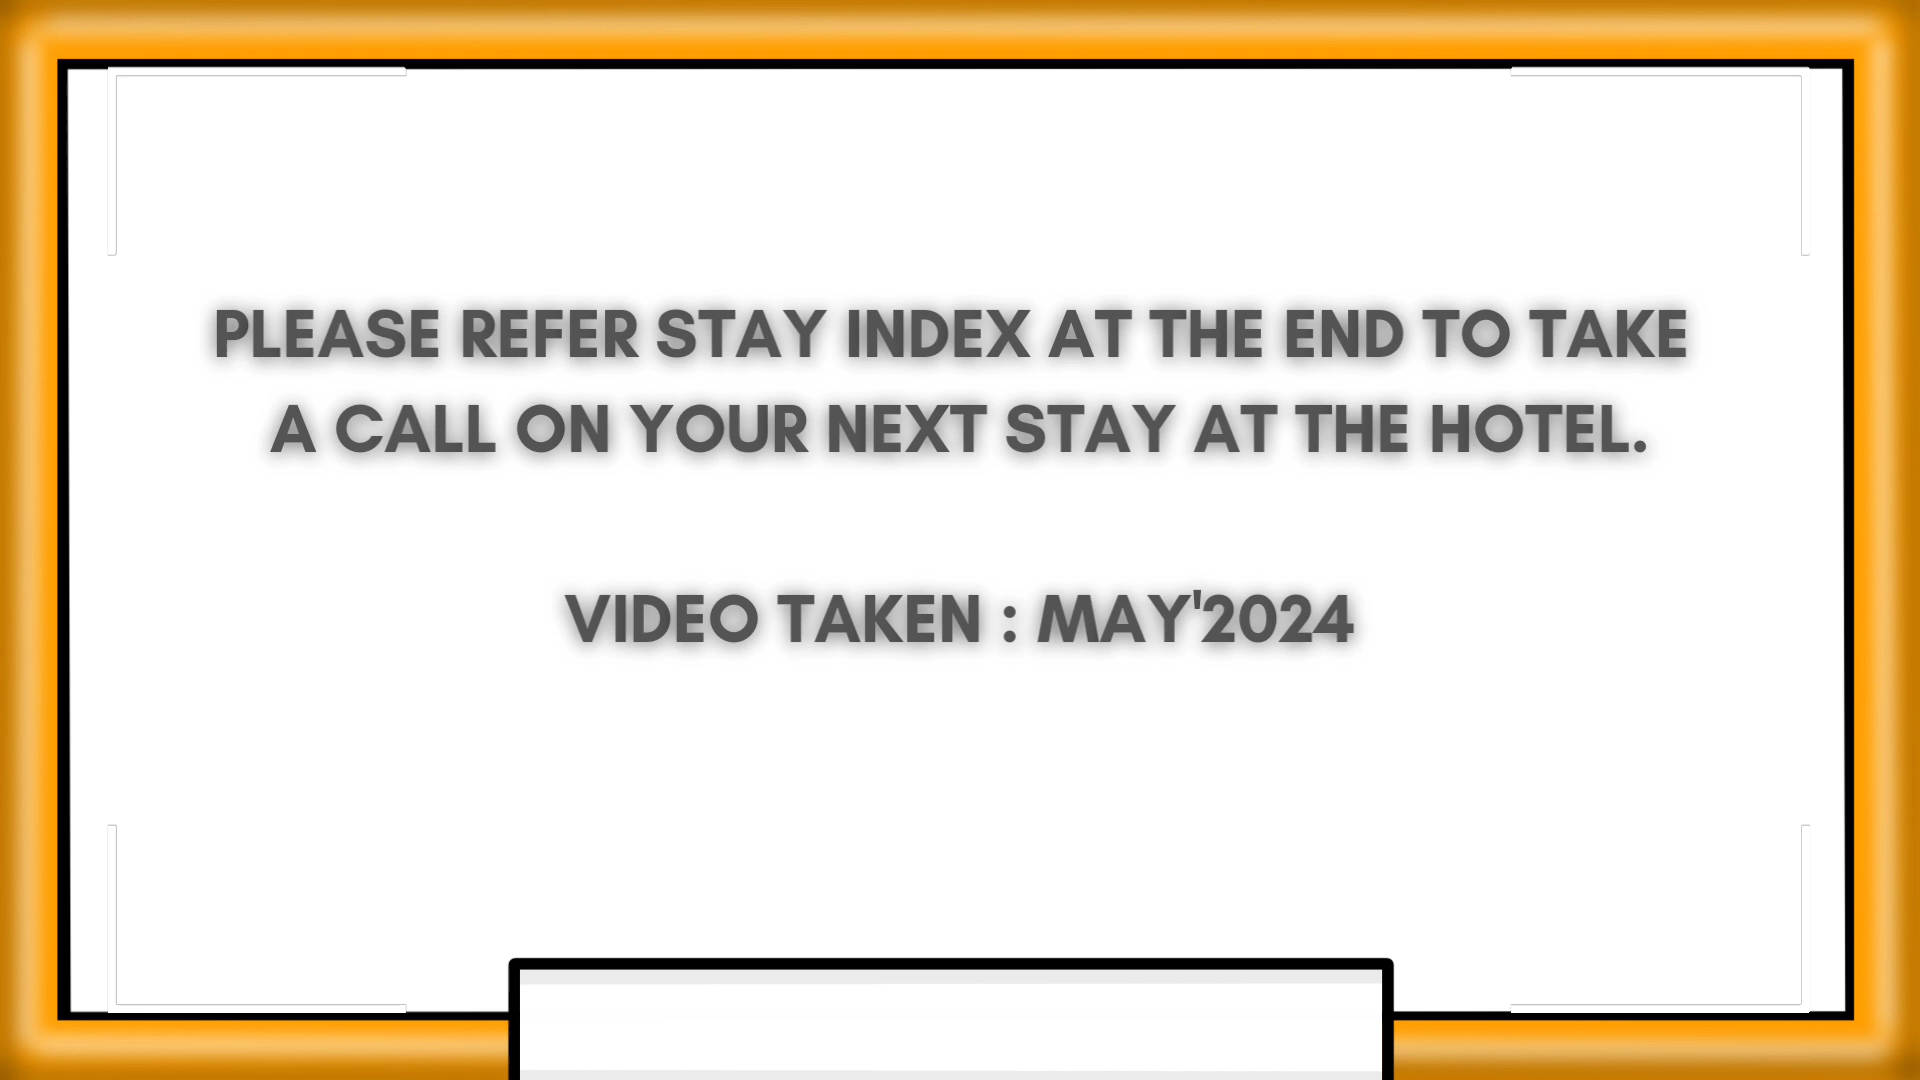 PLEASE REFER STAY INDEX AT THE END TO TAKE
A CALL ON YOUR NEXT STAY AT THE HOTEL.
VIDEO TAKEN : MAY'2024